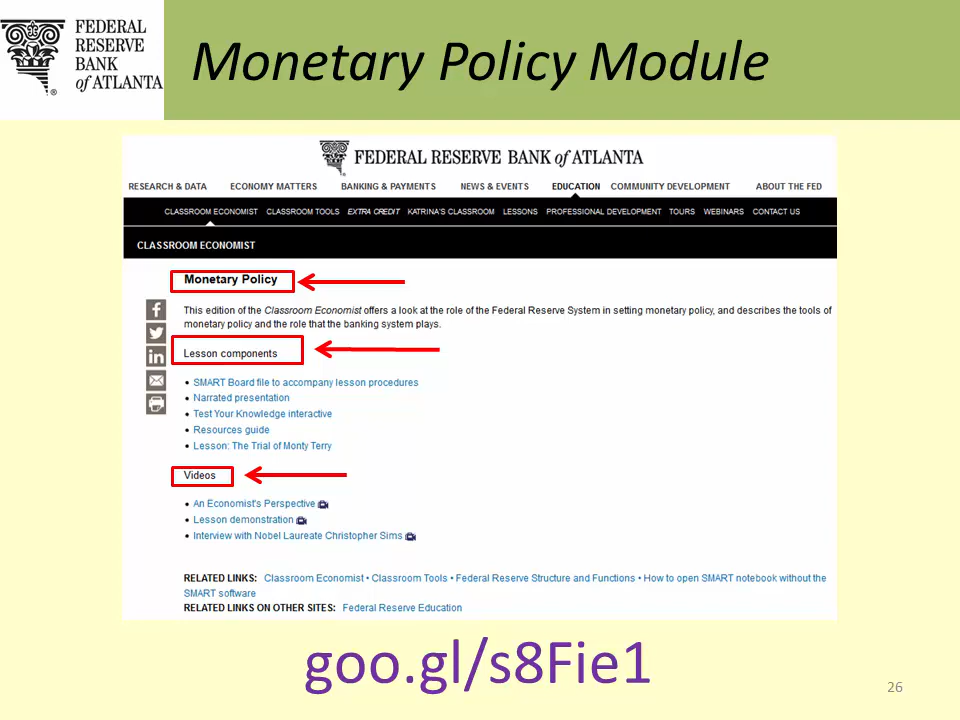 FEDERAL
RESERVE
BANK
of ATLANTA
®
Monetary Policy Module
FEDERAL RESERVE BANK of ATLANTA
RESEARCH & DATA ECONOMY MATTERS BANKING & PAYMENTS NEWS & EVENTS EDUCATION COMMUNITY DEVELOPMENT ABOUT THE FED
CLASSROOM ECONOMIST CLASSROOM TOOLS EXTRA CREDIT KATRINA'S CLASSROOM LESSONS PROFESSIONAL DEVELOPMENT TOURS WEBINARS CONTACT US
CLASSROOM ECONOMIST
Monetary Policy
This edition of the Classroom Economist offers a look at the role of the Federal Reserve System in setting monetary policy, and describes the tools of
monetary policy and the role that the banking system plays.
Lesson components
• SMART Board file to accompany lesson procedures
• Narrated presentation
• Test Your Knowledge interactive
• Resources guide
• Lesson: The Trial of Monty Terry
Videos
• An Economist's Perspective
• Lesson demonstration
• Interview with Nobel Laureate Christopher Sims
RELATED LINKS: Classroom Economist • Classroom Tools • Federal Reserve Structure and Functions • How to open SMART notebook without the
SMART software
RELATED LINKS ON OTHER SITES: Federal Reserve Education
goo.gl/s8Fie1
26